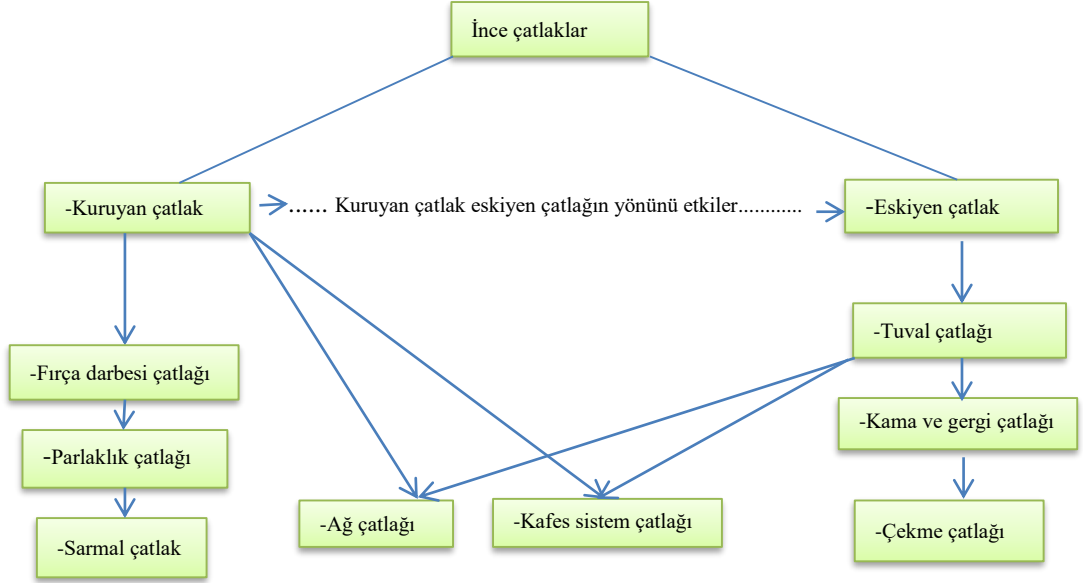 İnce çatlaklar
-Kuruyan çatlak
...... Kuruyan çatlak eskiyen çatlağın yönünü etkiler............
-Eskiyen çatlak
-Tuval çatlağı
-Fırça darbesi çatlağı
-Kama ve gergi çatlağı
-Parlaklık çatlağı
-Ağ çatlağı
-Kafes sistem çatlağı
-Çekme çatlağı
-Sarmal çatlak